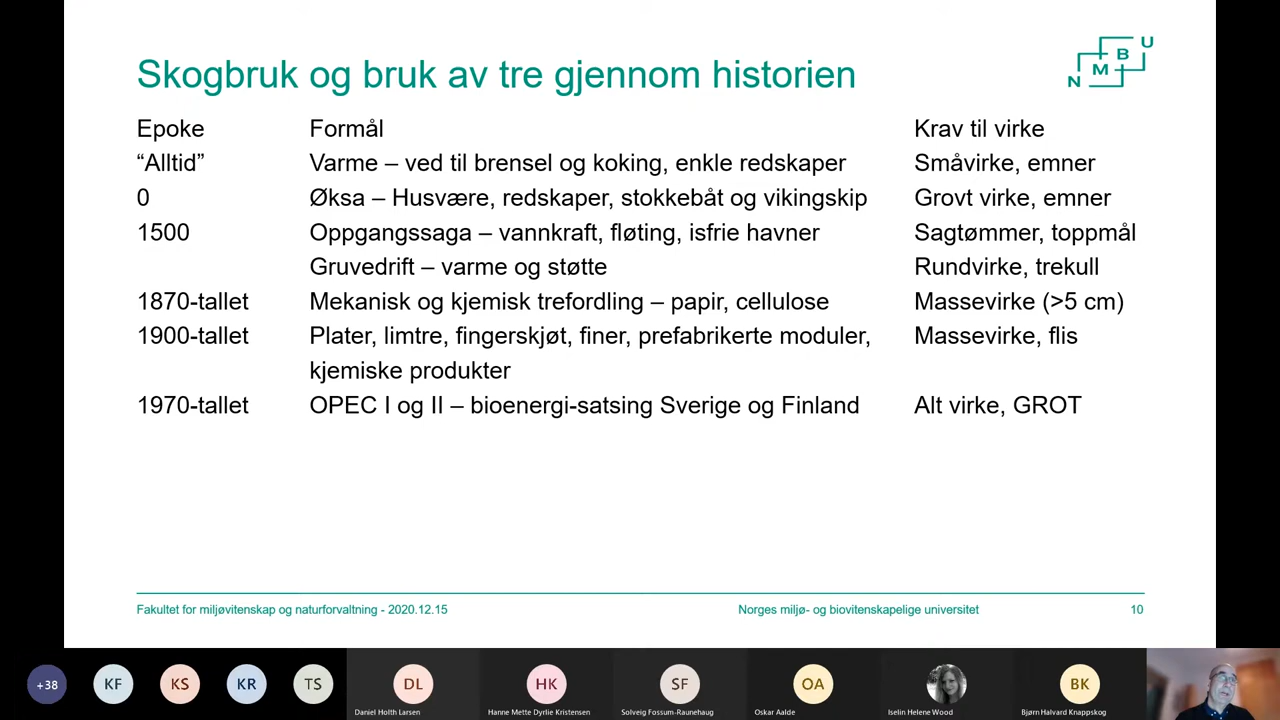 Skogbruk og bruk av tre gjennom historien
N M B U
Epoke Formål Krav til virke
“Alltid” Varme – ved til brensel og koking, enkle redskaper Småvirke, emner
0 Øksa – Husvære, redskaper, stokkebåt og vikingskip Grovt virke, emner
1500 Oppgangssaga – vannkraft, fløting, isfrie havner Sagtømmer, toppmål
Gruvedrift – varme og støtte Rundvirke, trekull
1870-tallet Mekanisk og kjemisk trefordling – papir, cellulose Massevirke (>5 cm)
1900-tallet Plater, limtre, fingerskjøt, finer, prefabrikerte moduler, Massevirke, flis
kjemiske produkter
1970-tallet OPEC I og II – bioenergi-satsing Sverige og Finland Alt virke, GROT
Fakultet for miljøvitenskap og naturforvaltning - 2020.12.15 Norges miljø- og biovitenskapelige universitet 10
+38 KF KS KR TS DL HK SF OA BK
Daniel Holth Larsen Hanne Mette Dyrlie Kristensen Solveig Fossum-Raunehaug Oskar Aalde Iselin Helene Wood Bjørn Halvard Knappskog